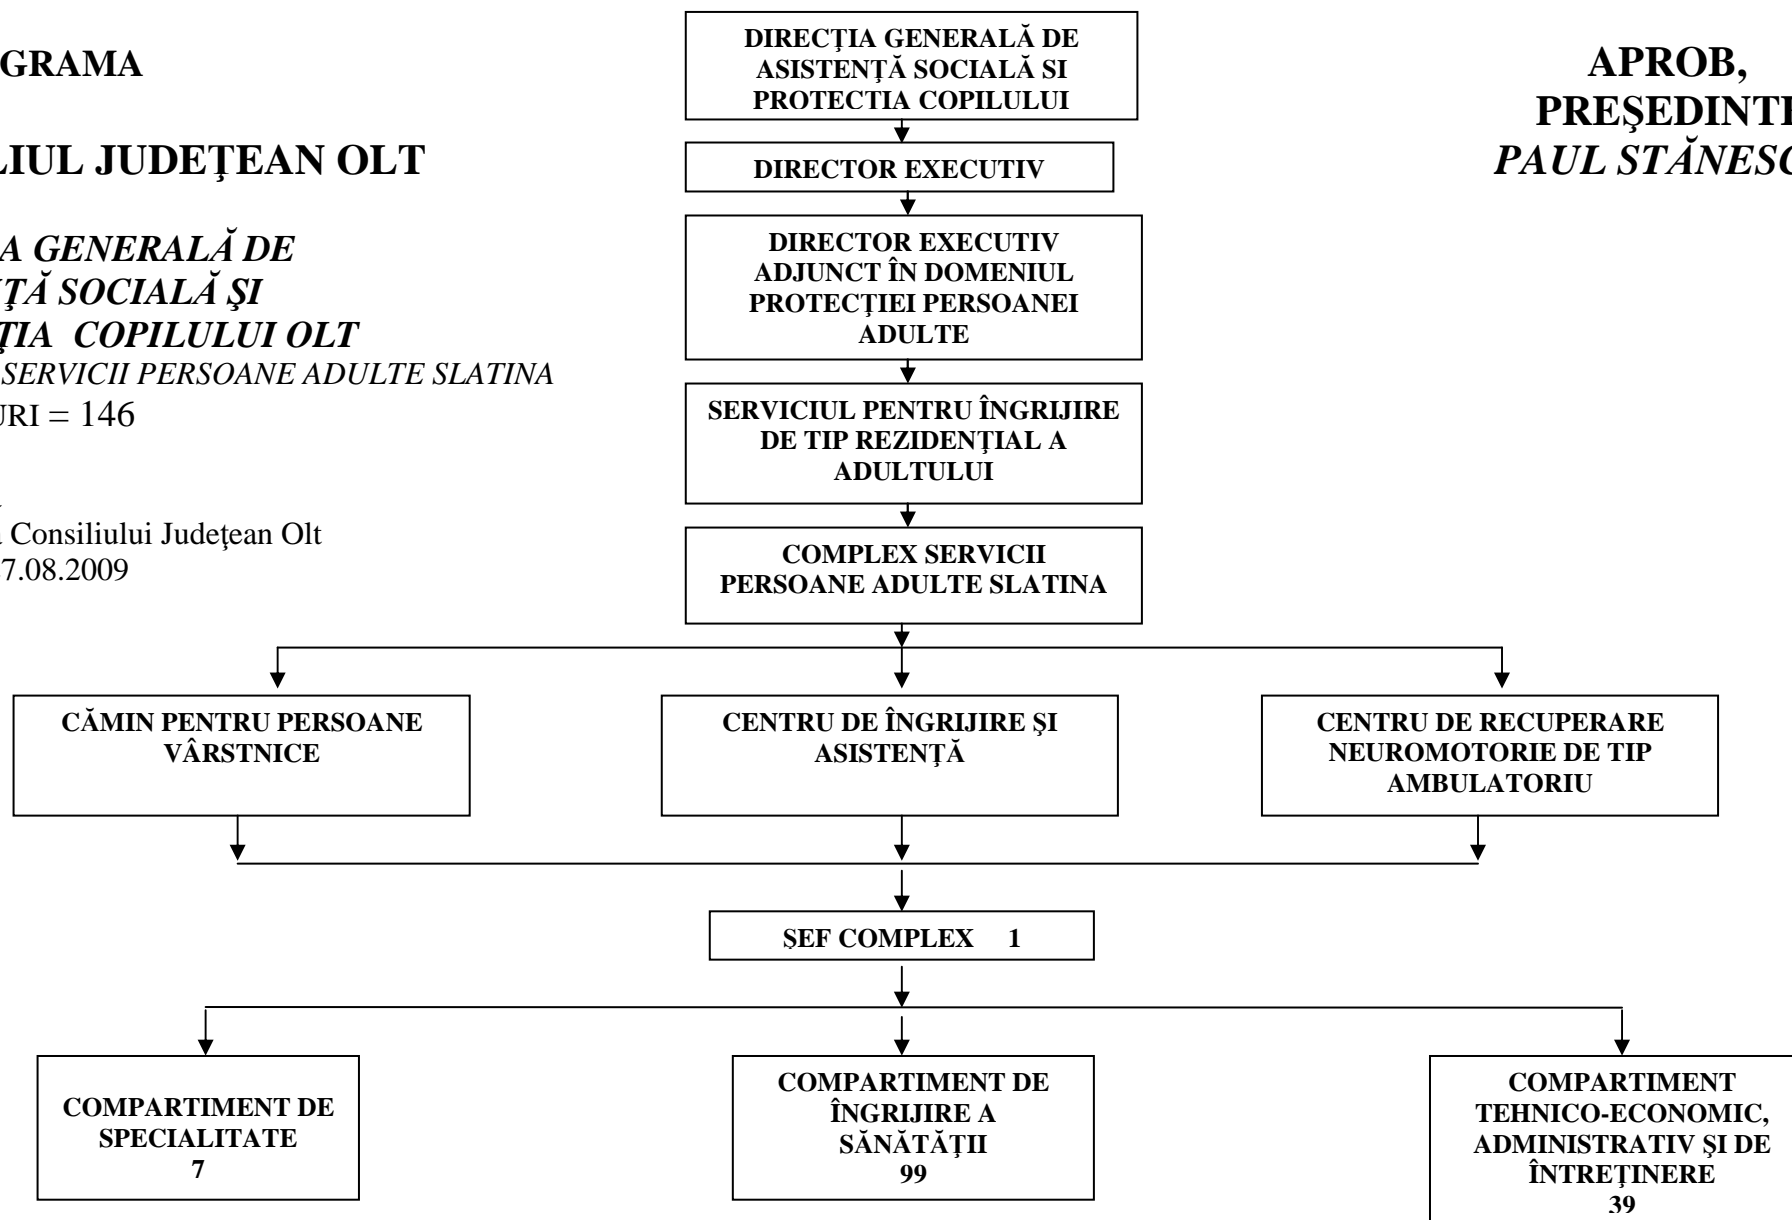 GRAMA
LIUL JUDEŢEAN OLT
A GENERALĂ DE
ŢĂ SOCIALĂ ŞI
ŢIA COPILULUI OLT
SERVICII PERSOANE ADULTE SLATINA
URI = 146
a Consiliului Judeţean Olt
7.08.2009
DIRECŢIA GENERALĂ DE
ASISTENŢĂ SOCIALĂ SI
PROTECTIA COPILULUI
APROB,
PREŞEDINTE
PAUL STĂNESC
DIRECTOR EXECUTIV
DIRECTOR EXECUTIV
ADJUNCT ÎN DOMENIUL
PROTECŢIEI PERSOANEI
ADULTE
SERVICIUL PENTRU ÎNGRIJIRE
DE TIP REZIDENŢIAL A
ADULTULUI
COMPLEX SERVICII
PERSOANE ADULTE SLATINA
CĂMIN PENTRU PERSOANE
VÂRSTNICE
CENTRU DE ÎNGRIJIRE ŞI
ASISTENŢĂ
CENTRU DE RECUPERARE
NEUROMOTORIE DE TIP
AMBULATORIU
ŞEF COMPLEX 1
COMPARTIMENT DE
SPECIALITATE
7
COMPARTIMENT DE
ÎNGRIJIRE A
SĂNĂTĂŢII
99
COMPARTIMENT
TEHNICO-ECONOMIC,
ADMINISTRATIV ŞI DE
ÎNTREŢINERE
39